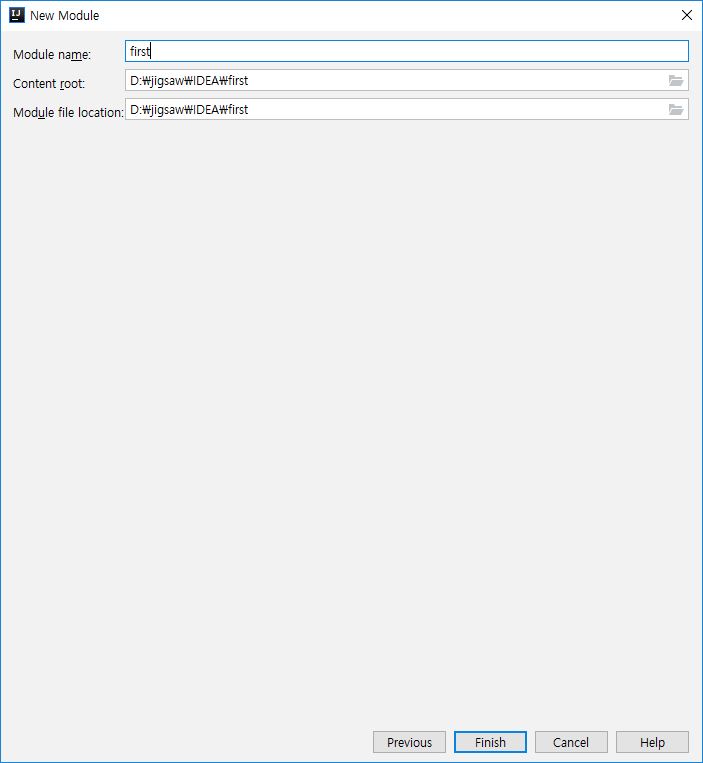 IJ New Module
Module name: first
Content root: D:₩jigsaw₩IDEA₩first
Module file location: D:₩jigsaw₩IDEA₩first
Previous Finish Cancel Help